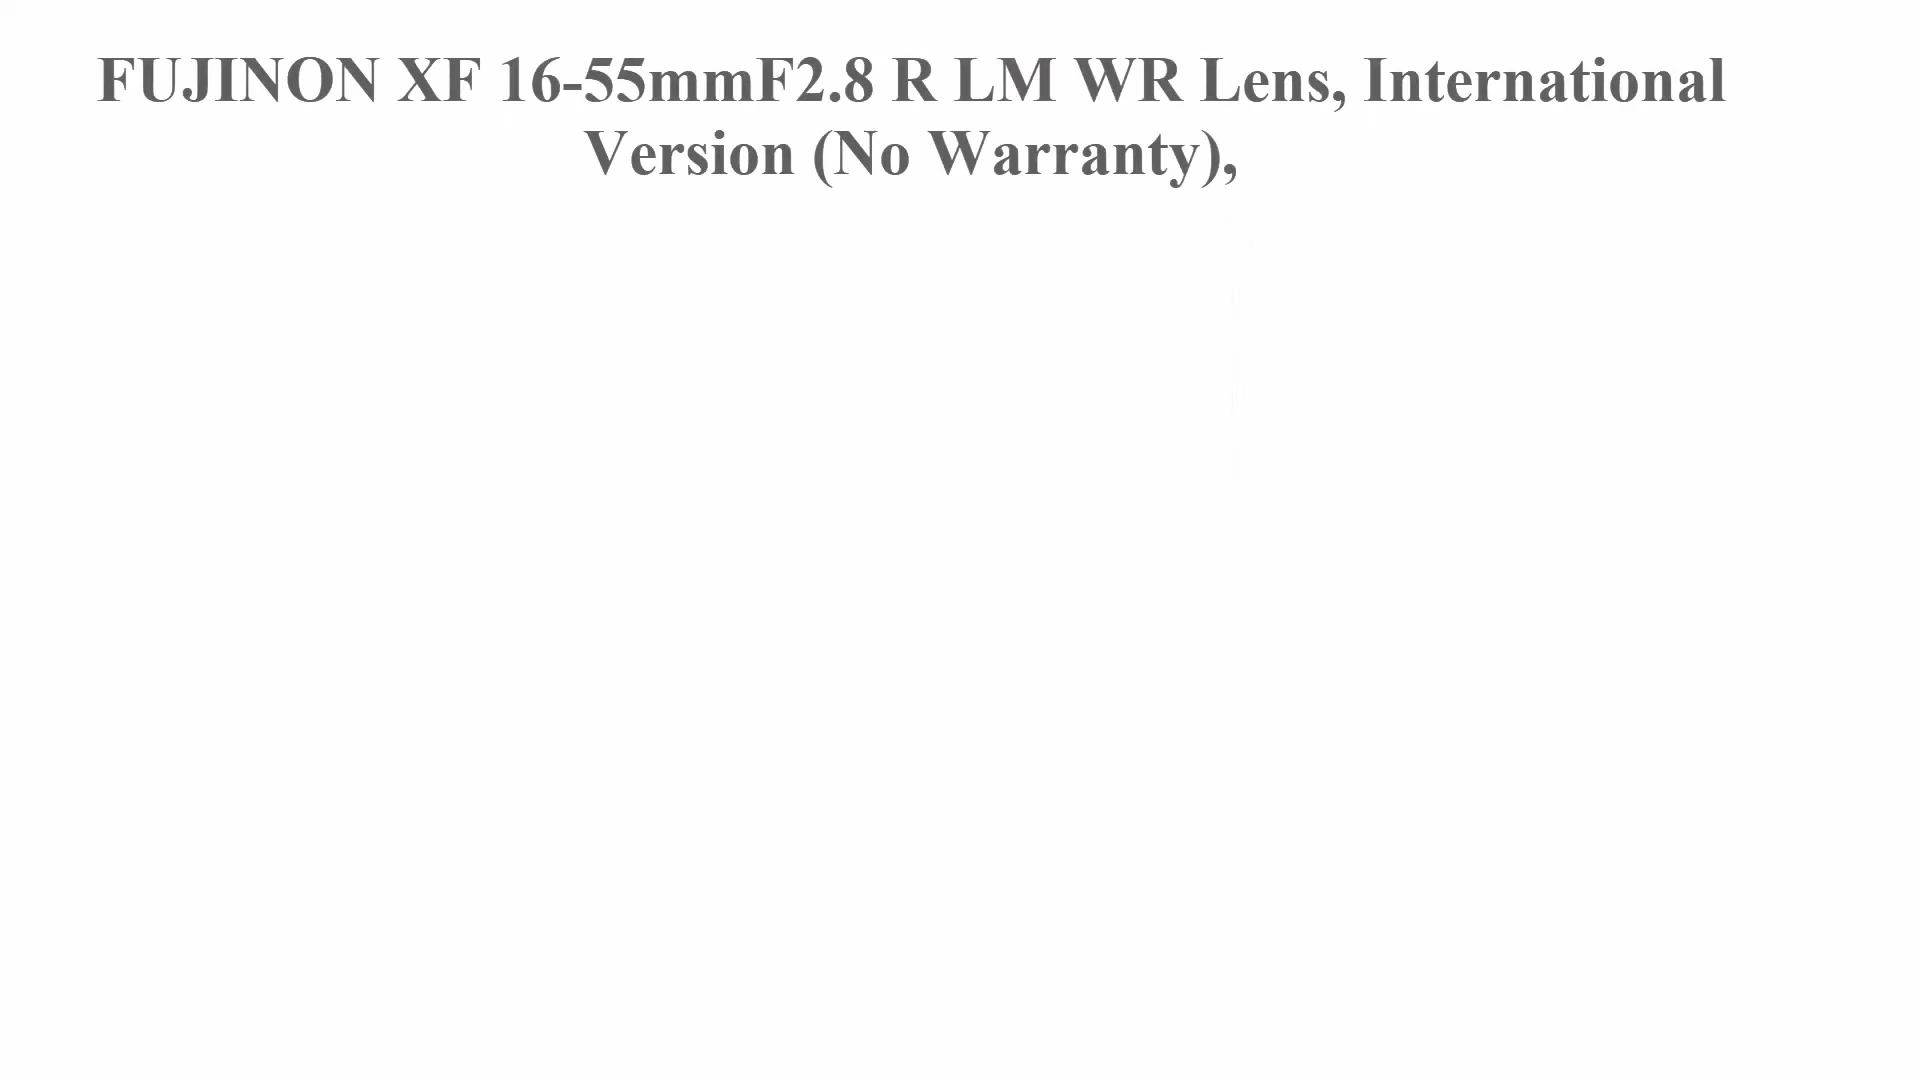 FUJINON XF 16-55mmF2.8 R LM WR Lens, International
Version (No Warranty),